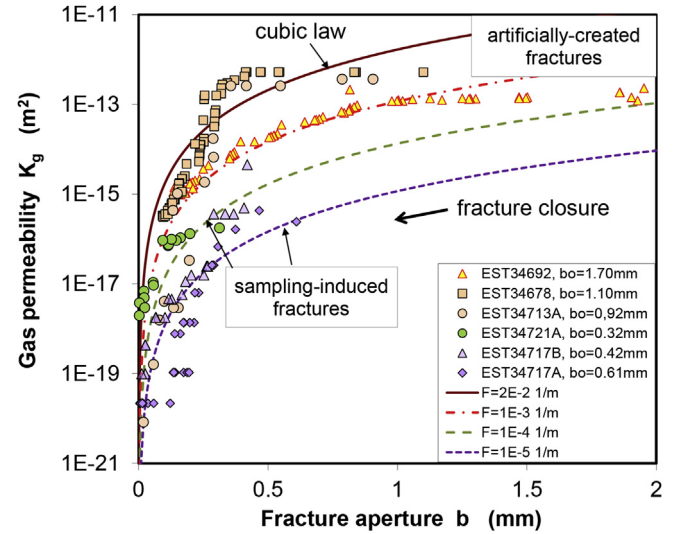 1E-11
1E-13
1E-15
1E-17
1E-19
1E-21
Gas permeability Kg (m²)
cubic law
artificially-created
fractures
fracture closure
sampling-induced
fractures
EST34692, bo=1.70mm
EST34678, bo=1.10mm
EST34713A, bo=0,92mm
EST34721A, bo=0.32mm
EST34717B, bo=0.42mm
EST34717A, bo=0.61mm
F=2E-2 1/m
F=1E-3 1/m
F=1E-4 1/m
F=1E-5 1/m
0 0.5 1 1.5 2
Fracture aperture b (mm)